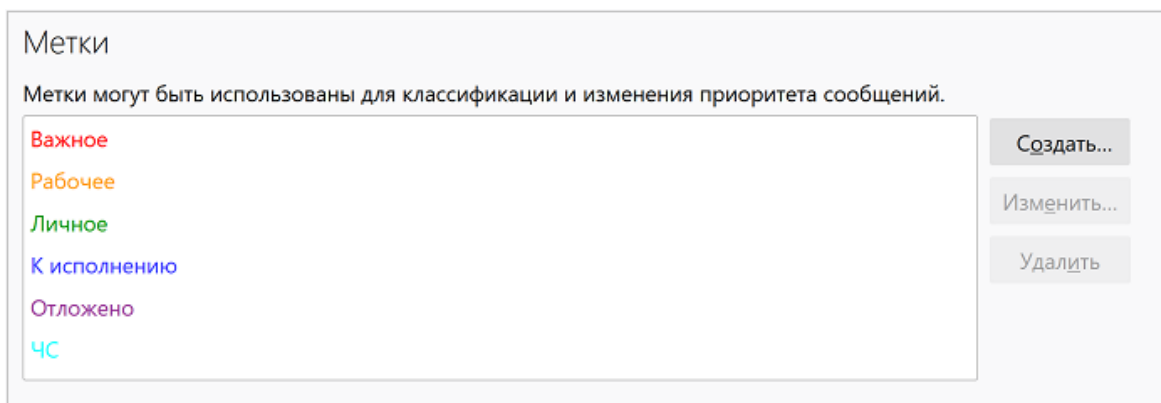 Метки
Метки могут быть использованы для классификации и изменения приоритета сообщений.
Важное
Рабочее
Личное
К исполнению
Отложено
ЧС
Создать...
Изменить...
Удалить